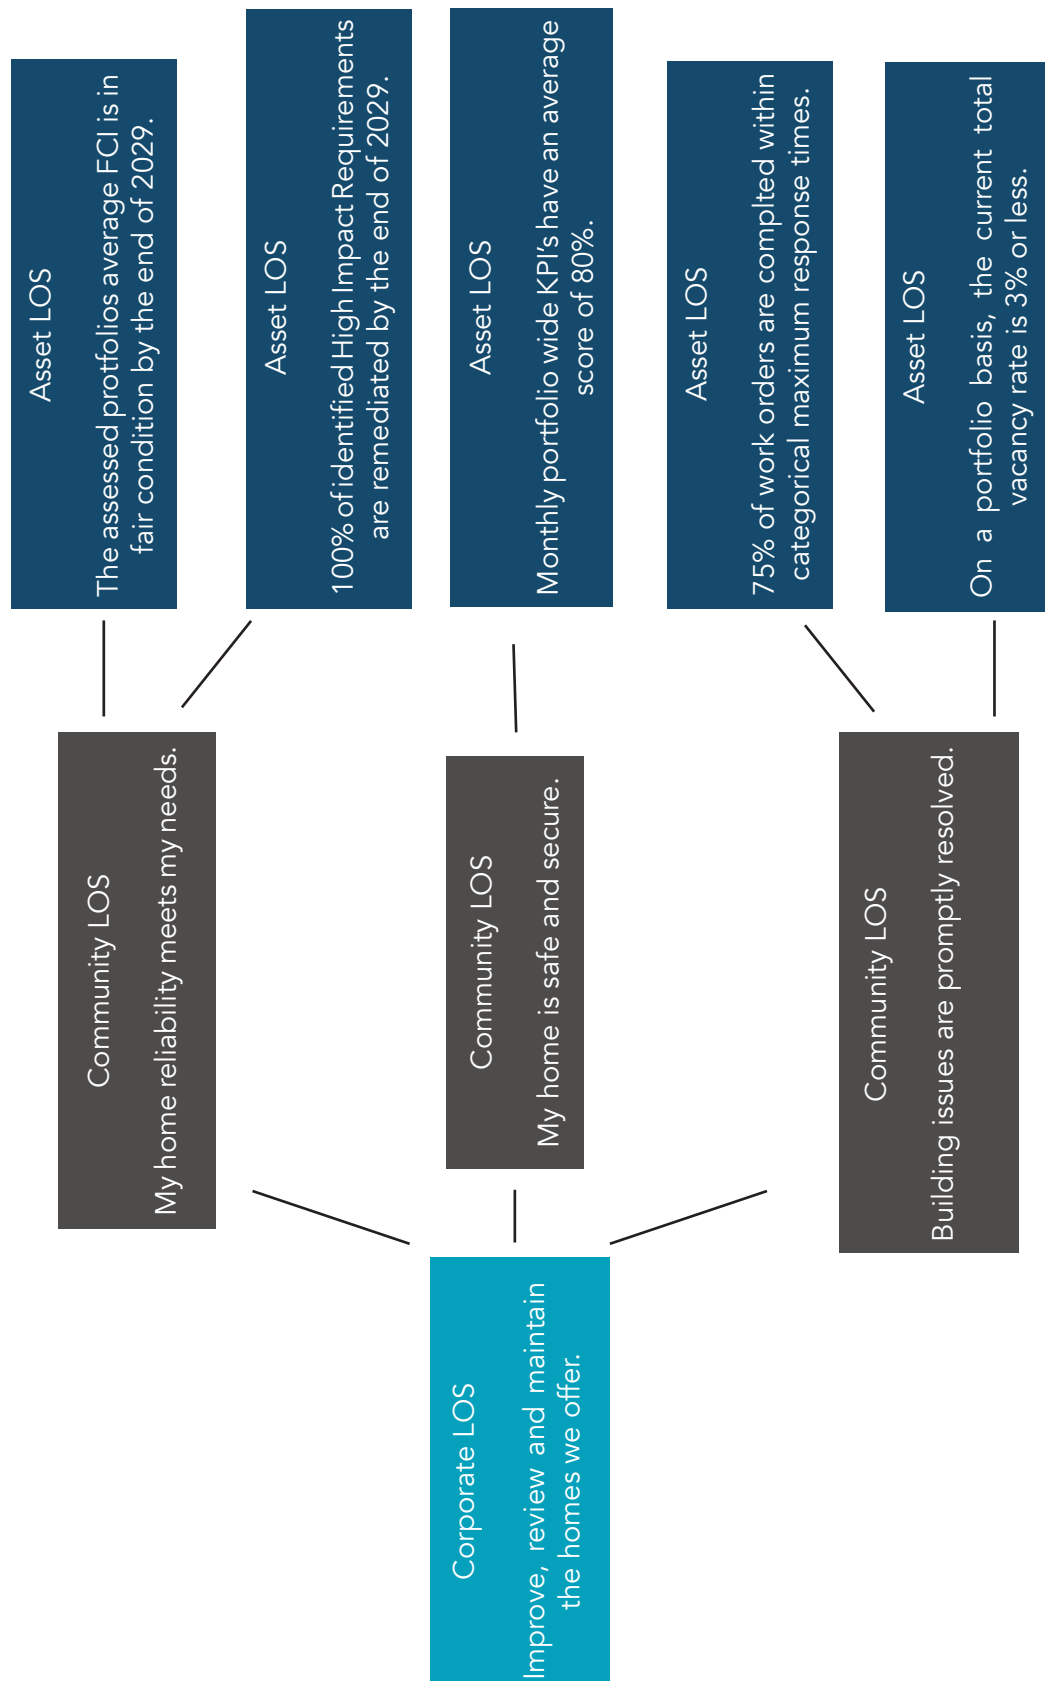 Corporate LOS
Improve, review and maintain
the homes we offer.
Community LOS
My home reliability meets my needs.
Community LOS
My home is safe and secure.
Community LOS
Building issues are promptly resolved.
Asset LOS
The assessed protfolios average FCI is in
fair condition by the end of 2029.
Asset LOS
100% of identified High Impact Requirements
are remediated by the end of 2029.
Asset LOS
Monthly portfolio wide KPI's have an average
score of 80%.
Asset LOS
75% of work orders are complted within
categorical maximum response times.
Asset LOS
On a portfolio basis, the current total
vacancy rate is 3% or less.